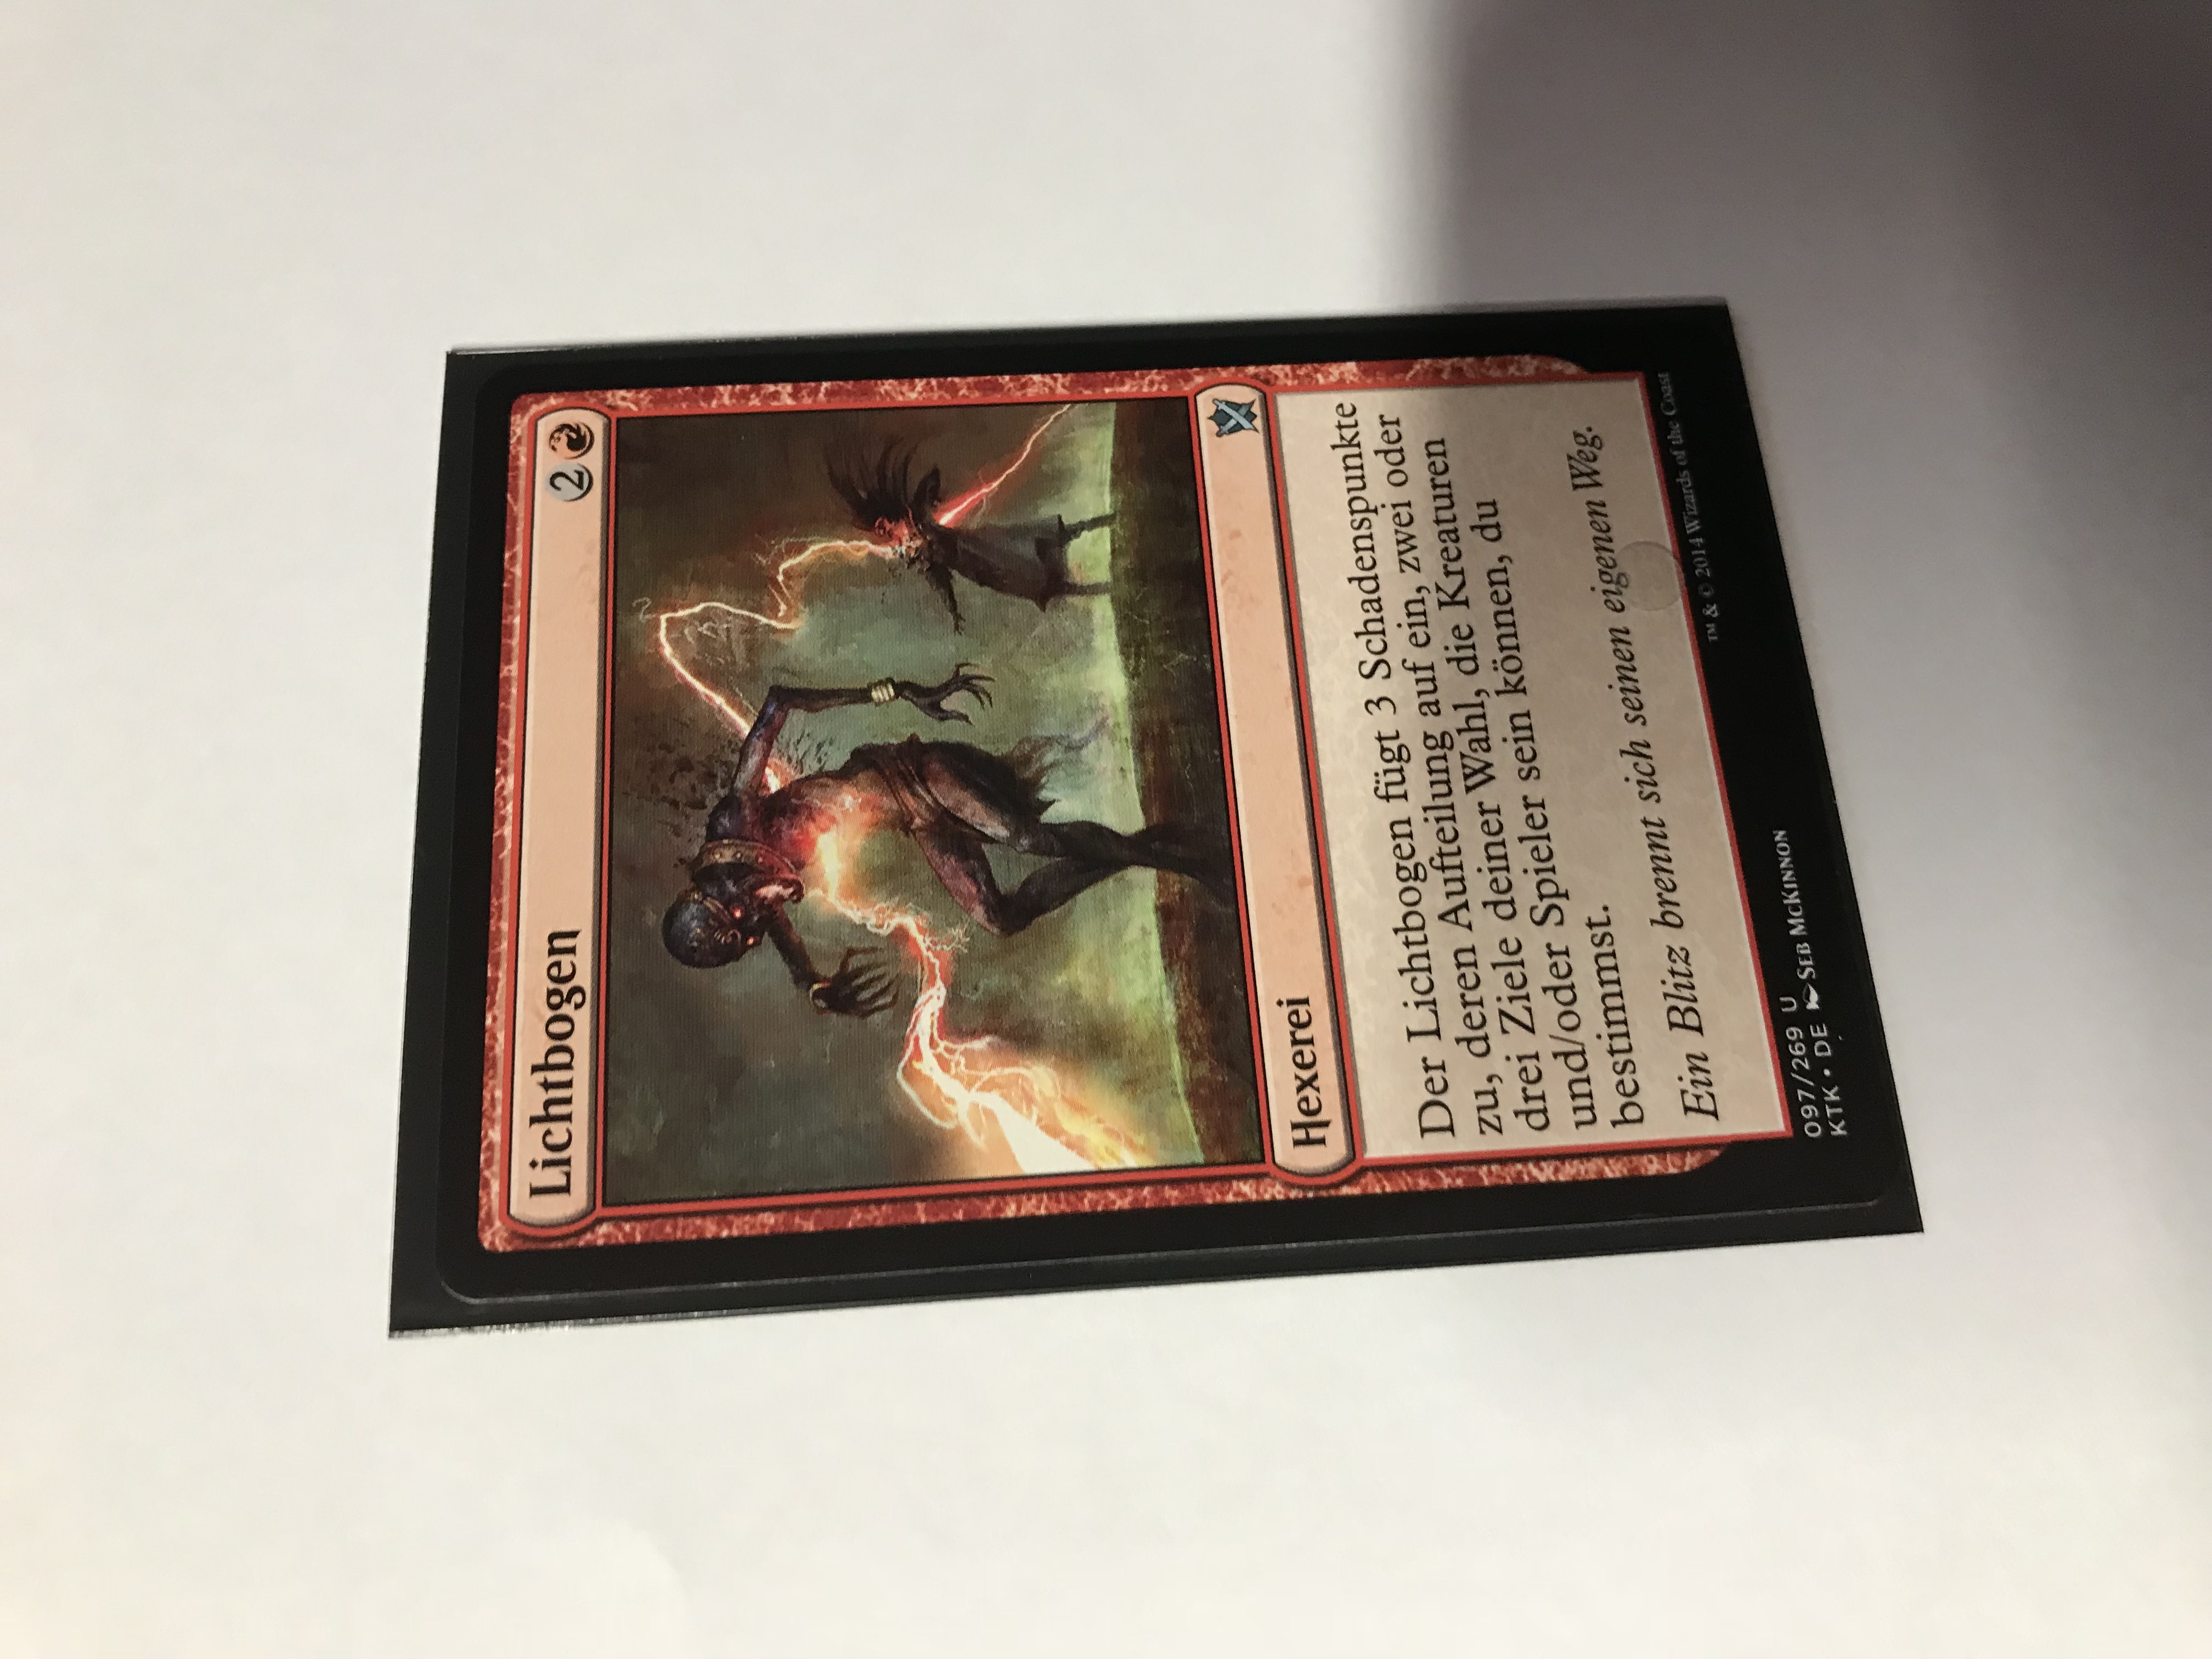 Lichtbogen 2
Hexerei
Der Lichtbogen fügt 3 Schadenspunkte
zu, deren Aufteilung auf ein, zwei oder
drei Ziele deiner Wahl, die Kreaturen
und/oder Spieler sein können, du
bestimmst.
Ein Blitz brennt sich seinen eigenen Weg.
097/269 U
KTK • DE SEB MCKINNON
™ & © 2014 Wizards of the Coast